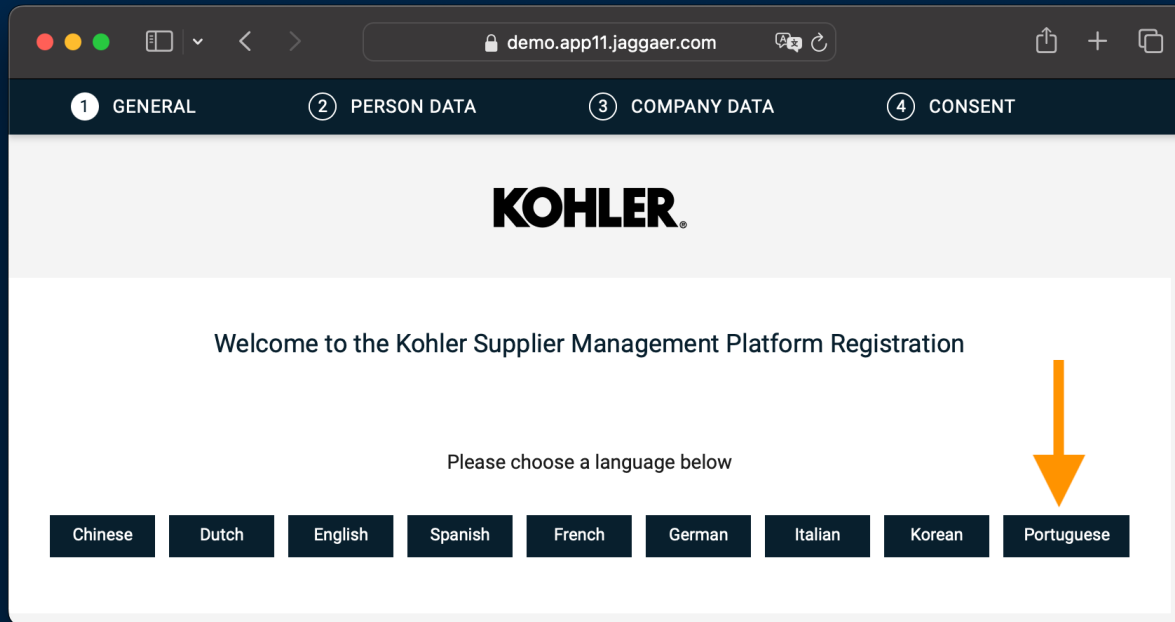 demo.app11.jaggaer.com
1 GENERAL 2 PERSON DATA 3 COMPANY DATA 4 CONSENT
KOHLER®
Welcome to the Kohler Supplier Management Platform Registration
Please choose a language below
Chinese Dutch English Spanish French German Italian Korean Portuguese